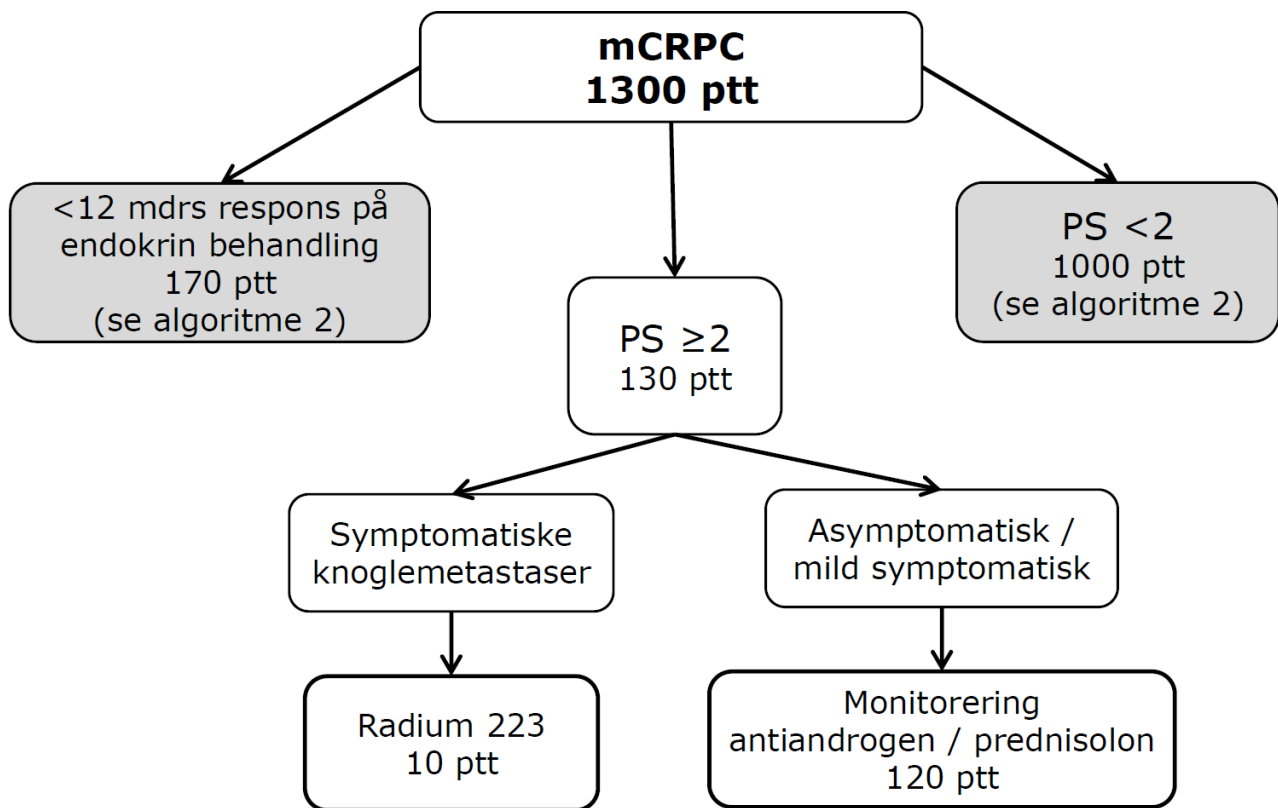 mCRPC
1300 ptt
<12 mdrs respons på
endokrin behandling
170 ptt
(se algoritme 2)
PS <2
1000 ptt
(se algoritme 2)
PS ≥2
130 ptt
Symptomatiske
knoglemetastaser
Asymptomatisk /
mild symptomatisk
Radium 223
10 ptt
Monitorering
antiandrogen / prednisolon
120 ptt